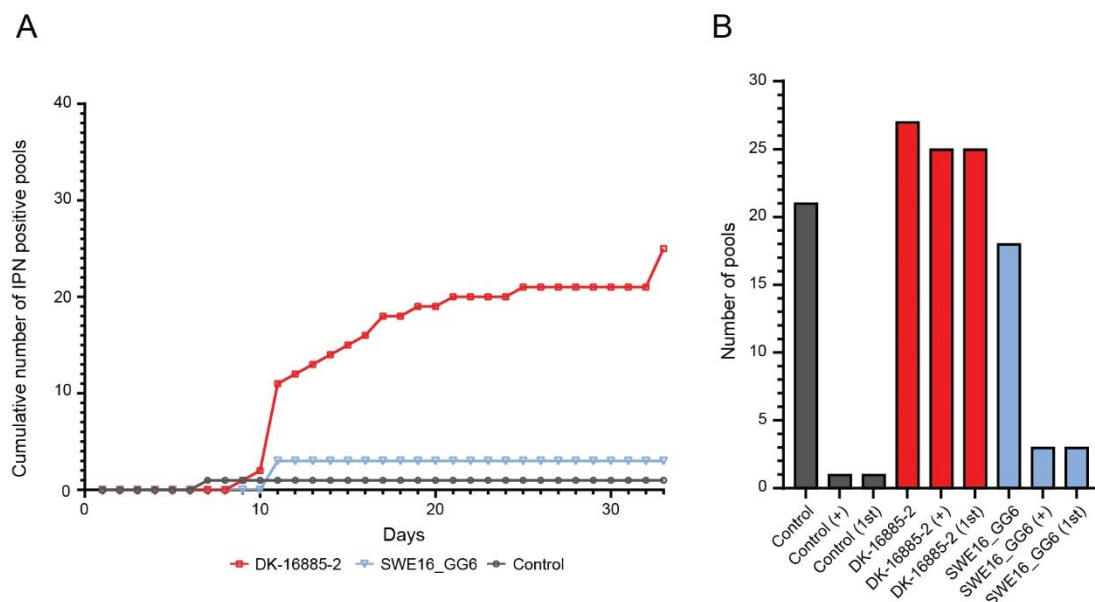 A
Cumulative number of IPN positive pools
40
30
20
10
0
0
10
20
30
Days
DK-16885-2 SWE16_GG6 Control
B
Number of pools
30
25
20
15
10
5
0
Control
Control (+)
Control (1st)
DK-16885-2
DK-16885-2 (+)
DK-16885-2 (1st)
SWE16_GG6
SWE16_GG6 (+)
SWE16_GG6 (1st)